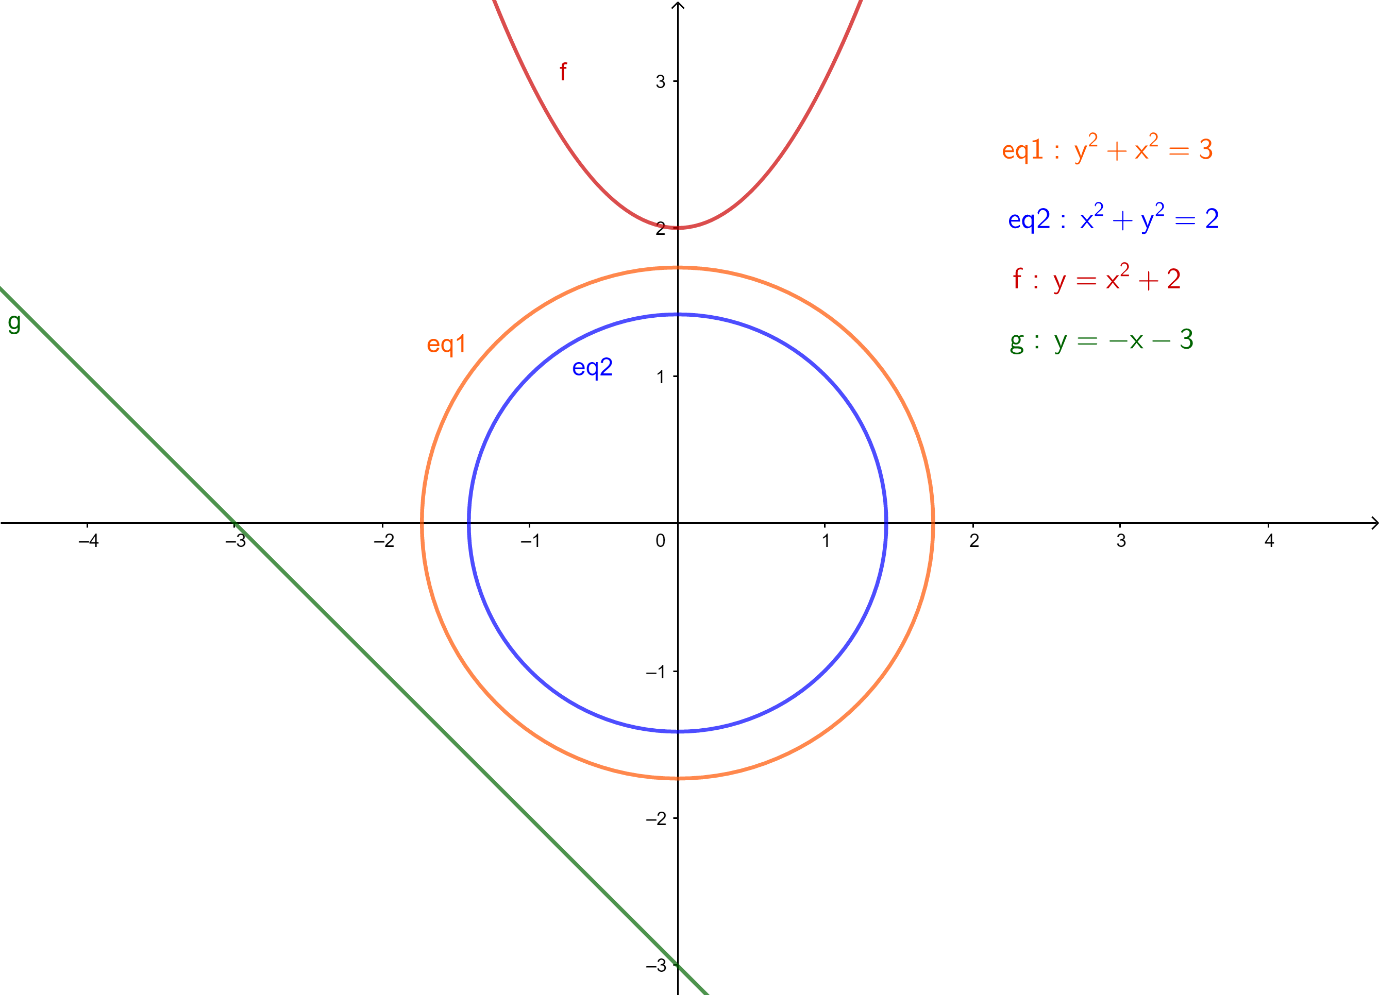 f
3
eq1 : y² + x² = 3
eq2 : x² + y² = 2
2
f : y = x² + 2
g
eq1
g : y = −x − 3
eq2
1
–4 –3 –2 –1 0 1 2 3 4
–1
–2
–3